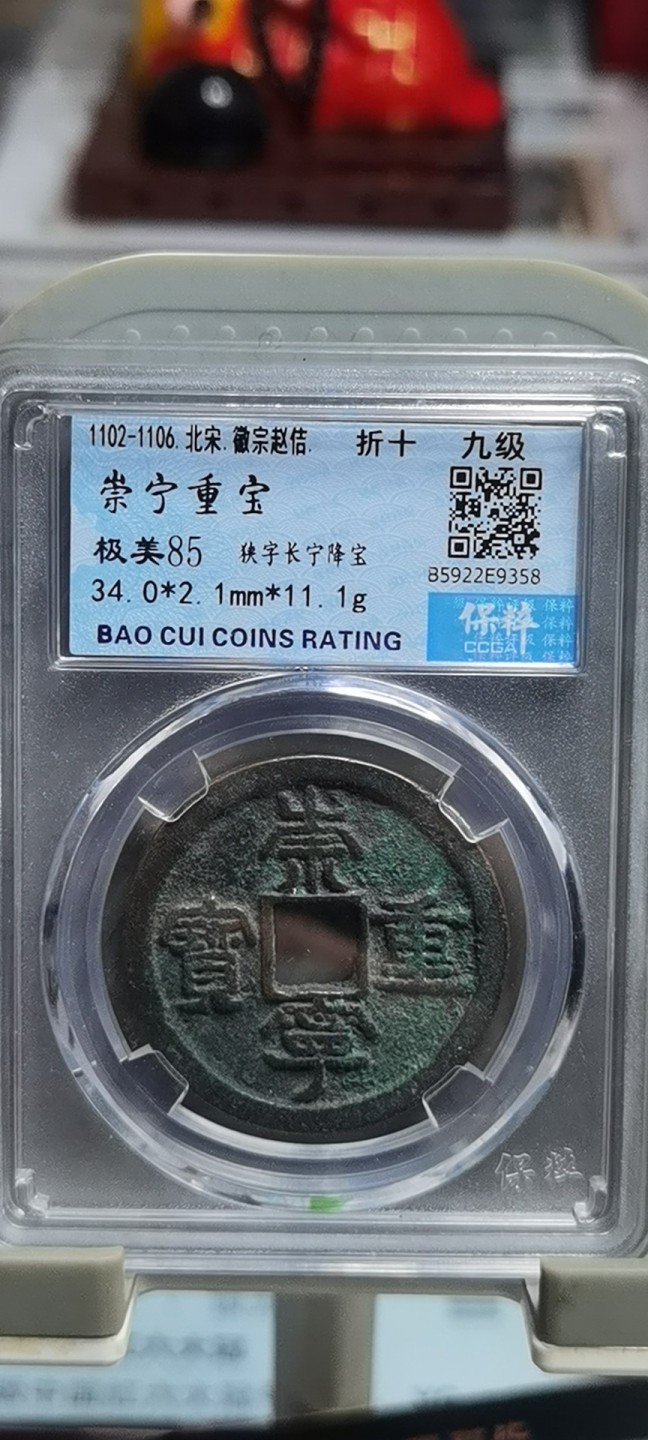 1102-1106.北宋.徽宗赵佶. 折十 九级
崇宁重宝
极美85 狭字长宁降宝
B5922E9358
34.0*2.1mm*11.1g
保粹
CCGA
BAO CUI COINS RATING
崇
寶 重
寧
保粹